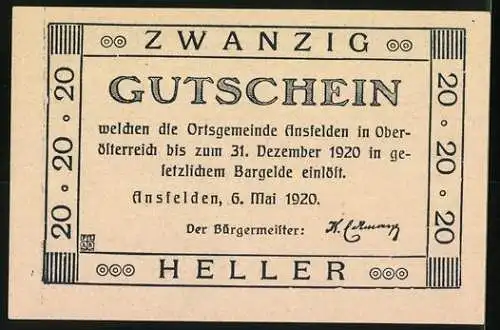 ZWANZIG
GUTSCHEIN
welchen die Ortsgemeinde Ansfelden in Ober-
österreich bis zum 31. Dezember 1920 in ge-
setzlichem Bargelde einlöst.
Ansfelden, 6. Mai 1920.
Der Bürgermeister:
HELLER
20 20 20
20 20 20